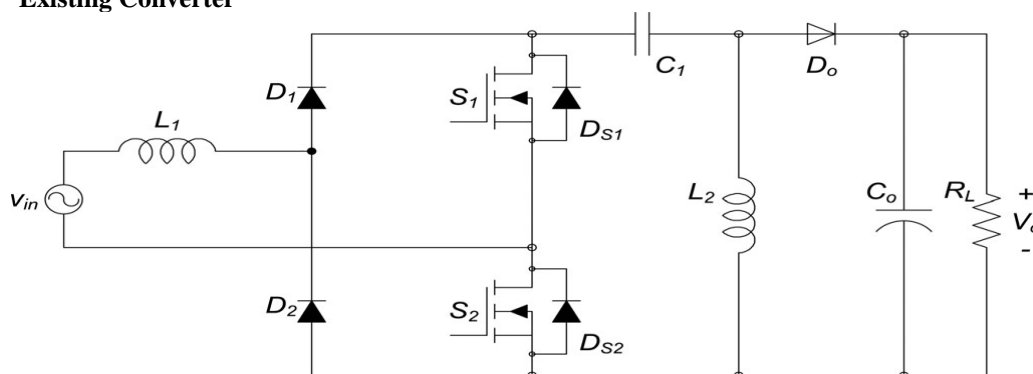 Existing Converter
C1
Do
D1
S1
DS1
L1
vin
L2
Co
RL
+
Vo
-
D2
S2
DS2